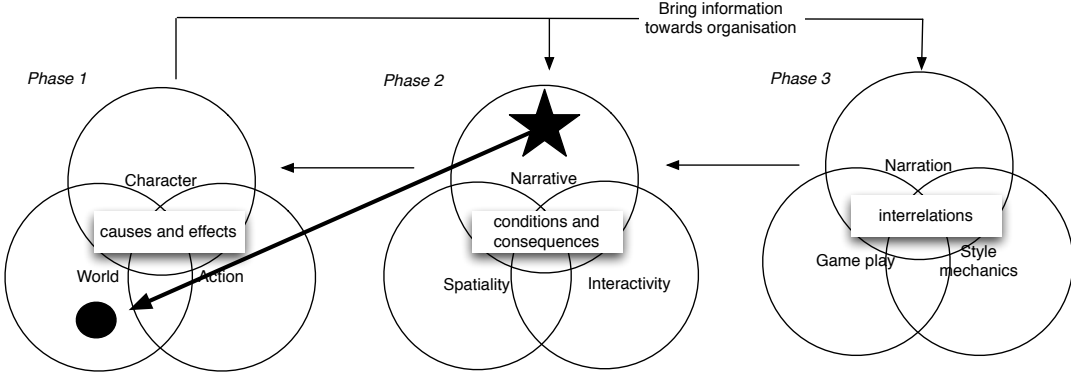 Bring information
towards organisation
Phase 1
Phase 2
Phase 3
Character
causes and effects
World
Action
Narrative
conditions and
consequences
Spatiality
Interactivity
Narration
interrelations
Game play
Style
mechanics